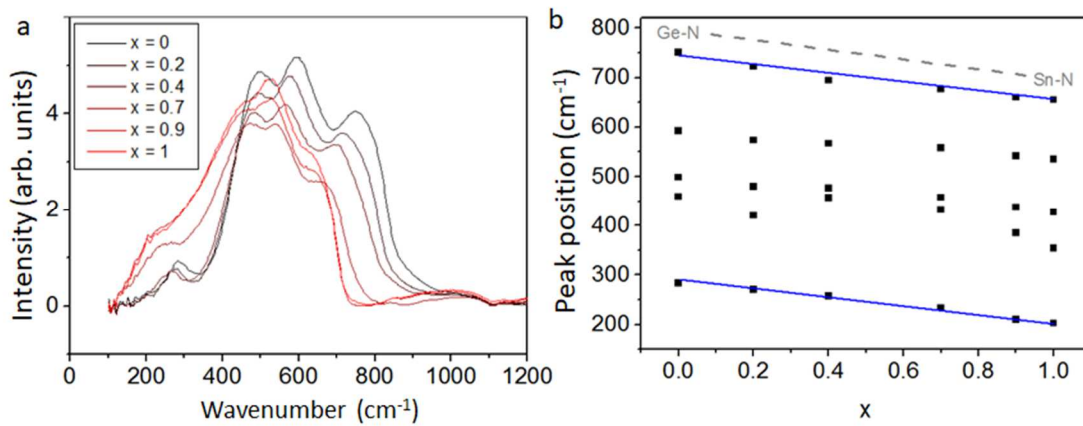 a
x = 0
x = 0.2
x = 0.4
x = 0.7
x = 0.9
x = 1
Intensity (arb. units)
4
2
0
0 200 400 600 800 1000 1200
Wavenumber (cm⁻¹)
b
Ge-N
Sn-N
Peak position (cm⁻¹)
800
700
600
500
400
300
200
0.0 0.2 0.4 0.6 0.8 1.0
x